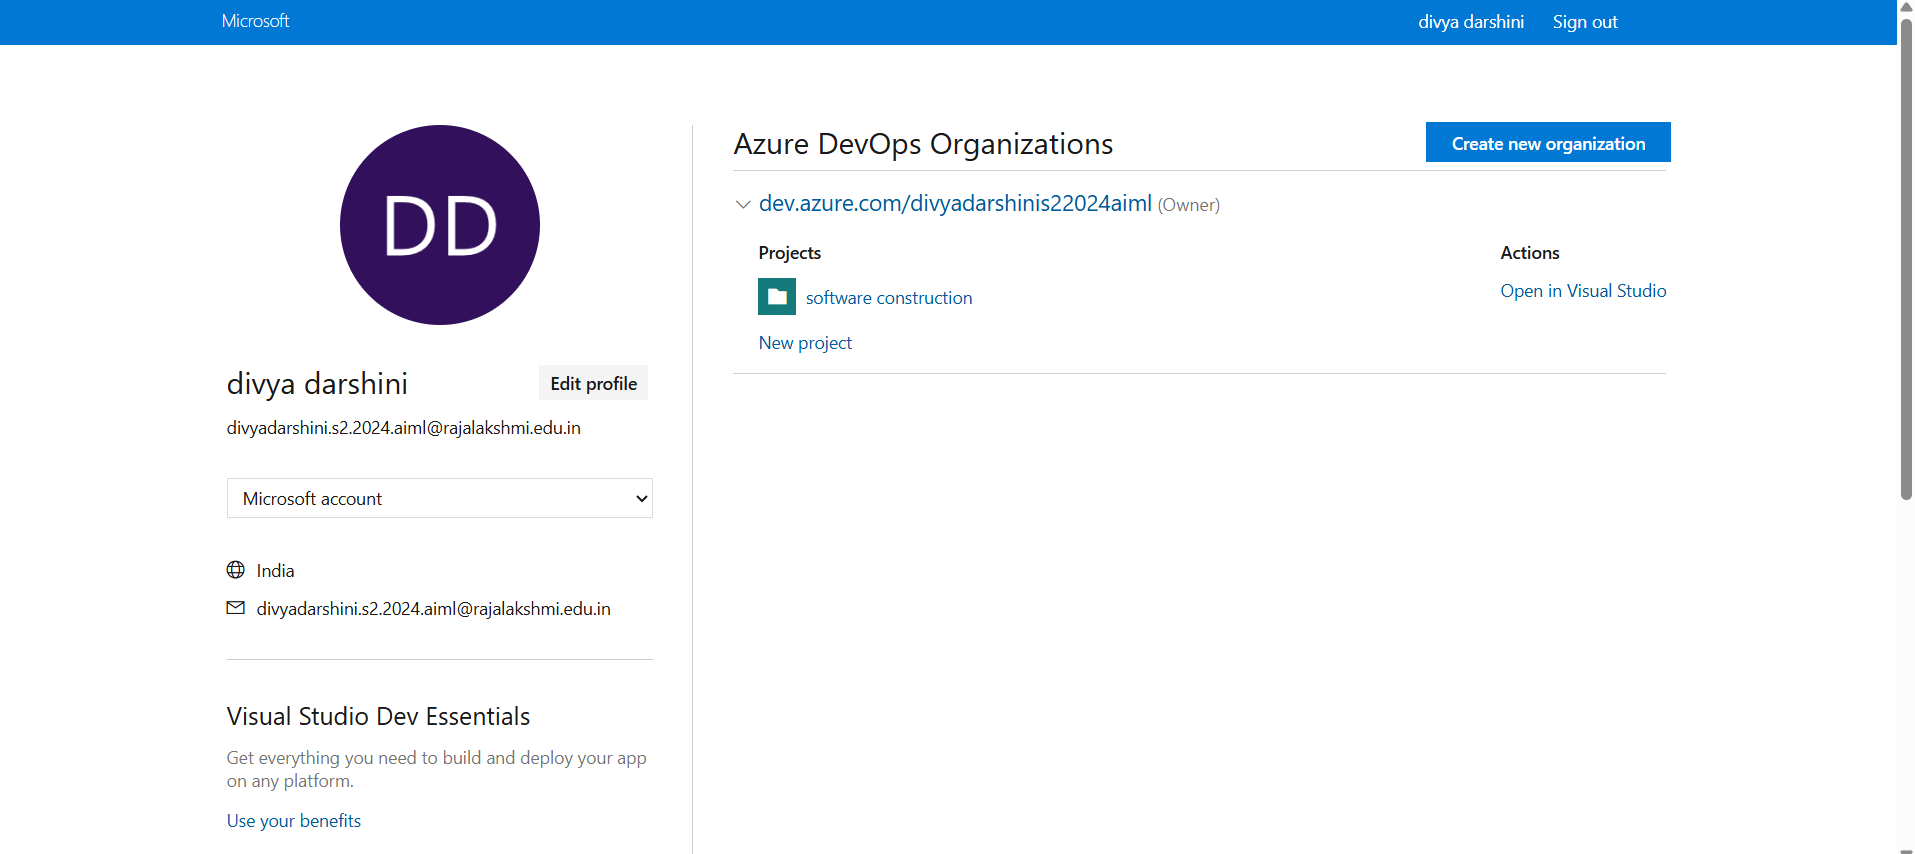 Microsoft
divya darshini
Sign out
DD
divya darshini
Edit profile
divyadarshini.s2.2024.aiml@rajalakshmi.edu.in
Microsoft account
India
divyadarshini.s2.2024.aiml@rajalakshmi.edu.in
Visual Studio Dev Essentials
Get everything you need to build and deploy your app
on any platform.
Use your benefits
Azure DevOps Organizations
Create new organization
dev.azure.com/divyadarshinis22024aiml (Owner)
Projects
Actions
software construction
Open in Visual Studio
New project